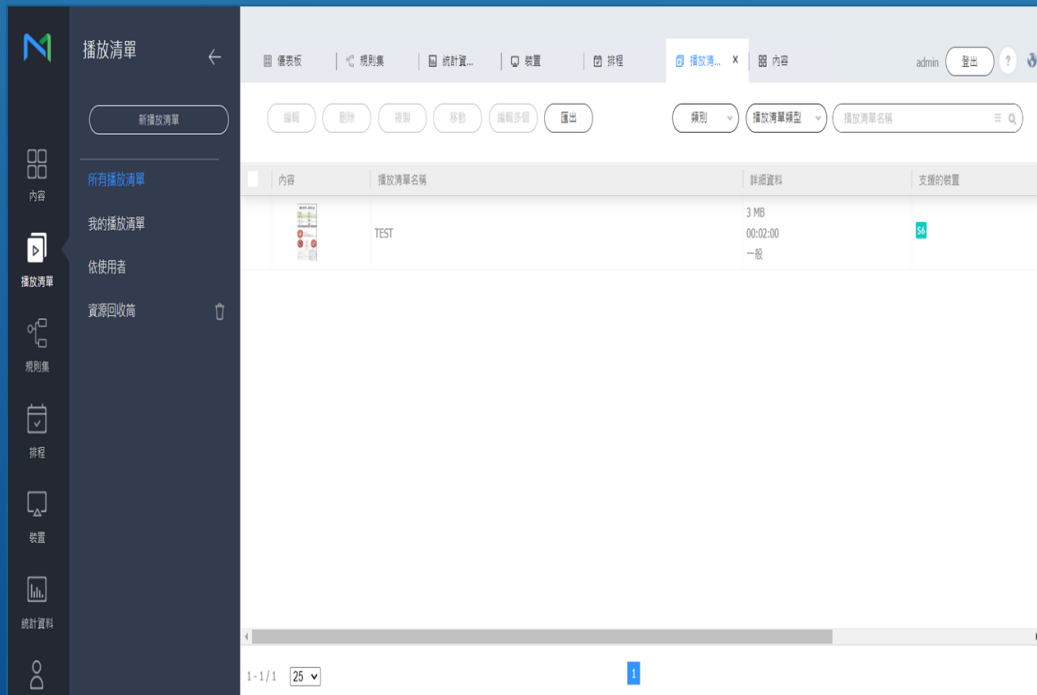 播放清單
新播放清單
所有播放清單
我的播放清單
依使用者
資源回收筒
內容
播放清單
規則集
排程
裝置
統計資料
儀表板 規則集 統計資... 裝置 排程 播放清... x 內容
admin 登出 ?
編輯 刪除 複製 移動 編輯多個 匯出 類別 播放清單類型 播放清單名稱
內容 播放清單名稱 詳細資料 支援的裝置
TEST
3 MB
00:02:00
一般
S6
1 - 1 / 1 25 1